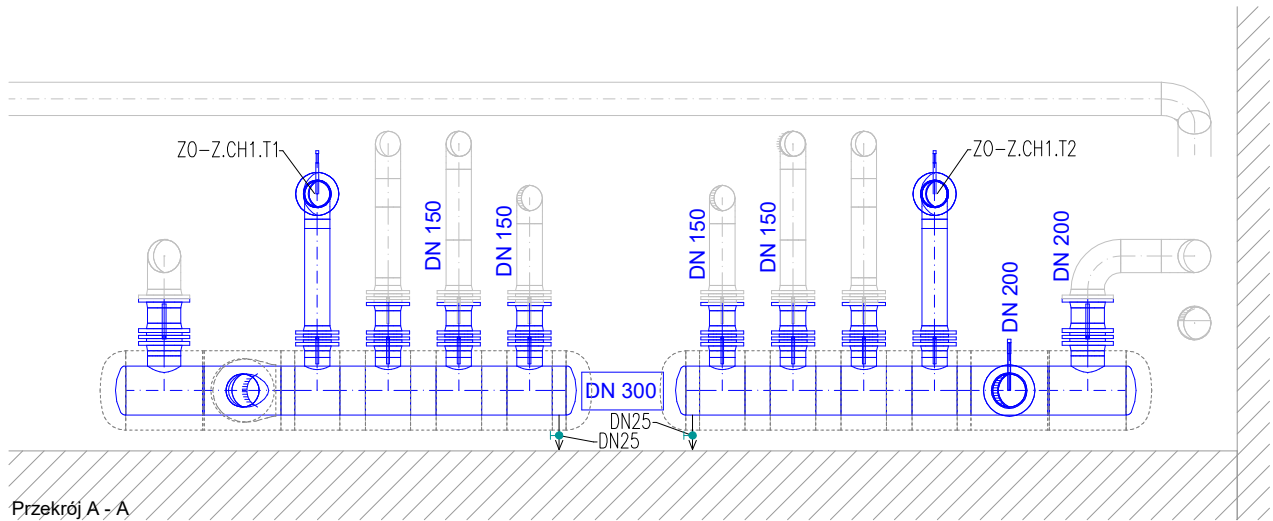 ZO-Z.CH1.T1
ZO-Z.CH1.T2
DN 150
DN 150
DN 150
DN 150
DN 200
DN 200
DN 300
DN25
DN25
Przekrój A - A